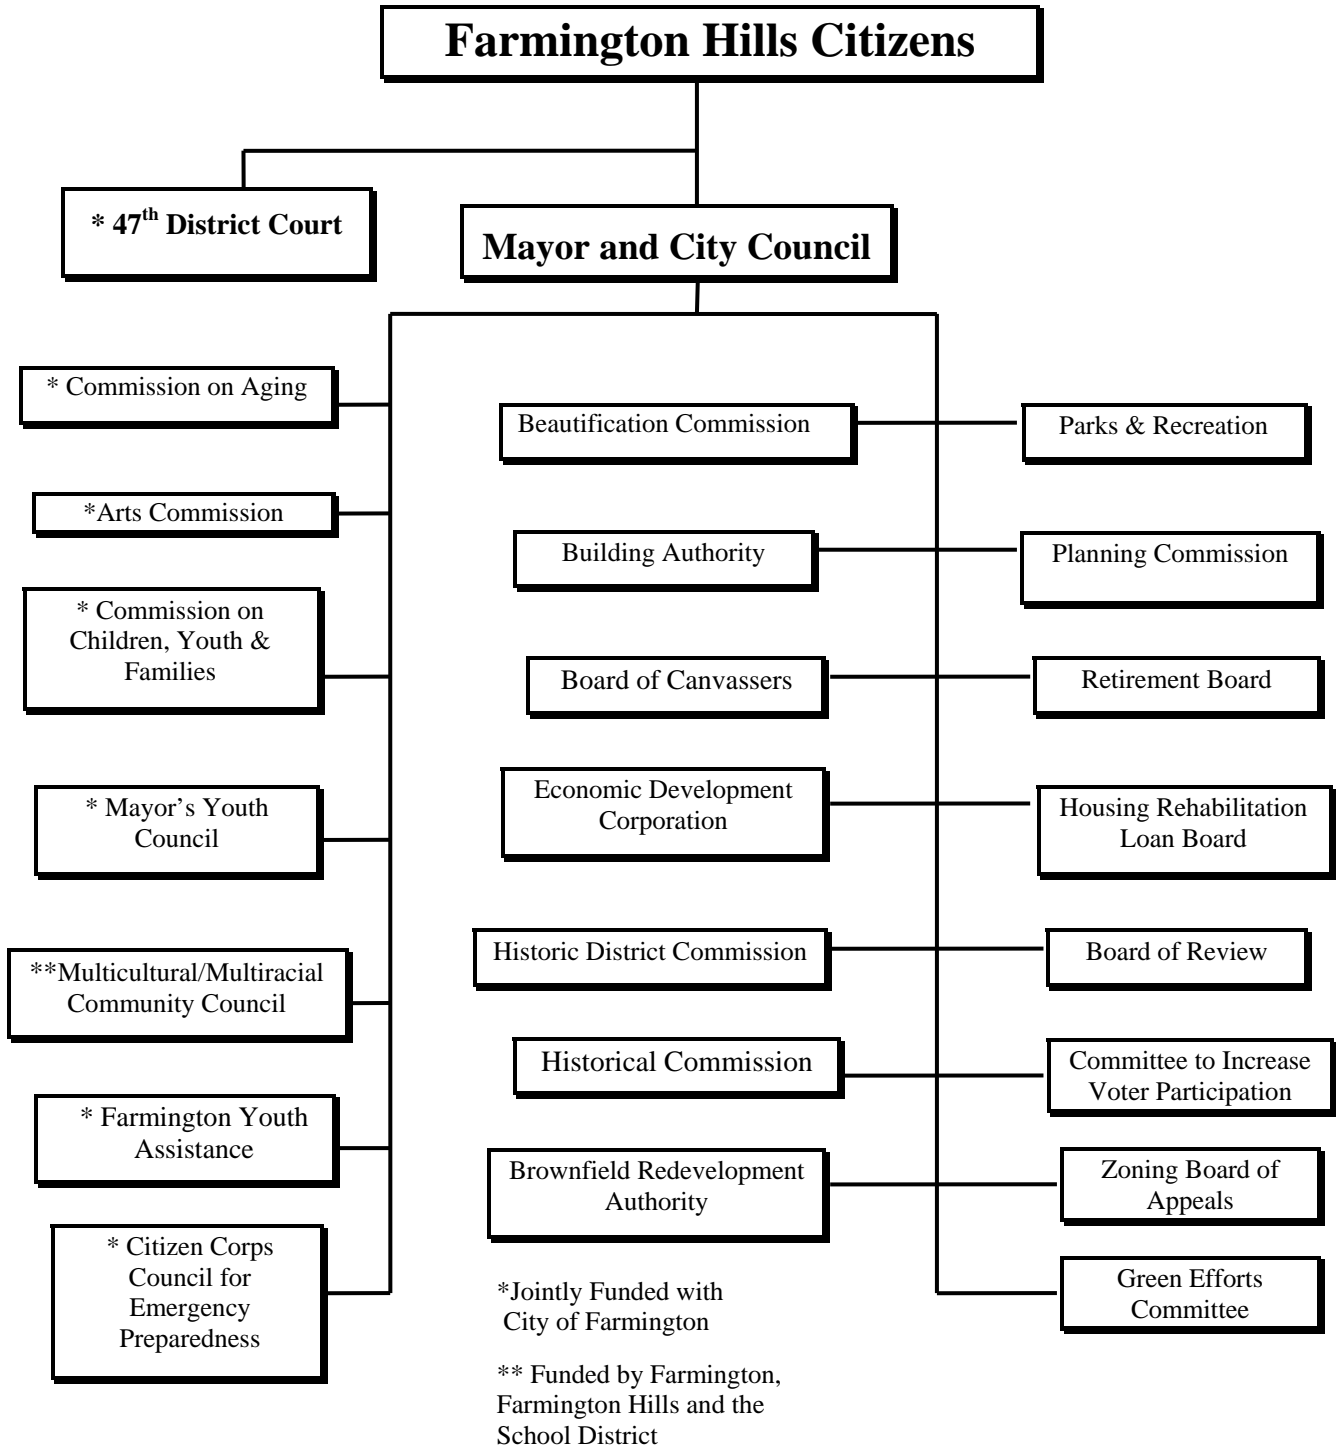 Farmington Hills Citizens
* 47th District Court
Mayor and City Council
* Commission on Aging
*Arts Commission
* Commission on
Children, Youth &
Families
* Mayor’s Youth
Council
**Multicultural/Multiracial
Community Council
* Farmington Youth
Assistance
* Citizen Corps
Council for
Emergency
Preparedness
Beautification Commission
Building Authority
Board of Canvassers
Economic Development
Corporation
Historic District Commission
Historical Commission
Brownfield Redevelopment
Authority
Parks & Recreation
Planning Commission
Retirement Board
Housing Rehabilitation
Loan Board
Board of Review
Committee to Increase
Voter Participation
Zoning Board of
Appeals
Green Efforts
Committee
*Jointly Funded with
City of Farmington
** Funded by Farmington,
Farmington Hills and the
School District